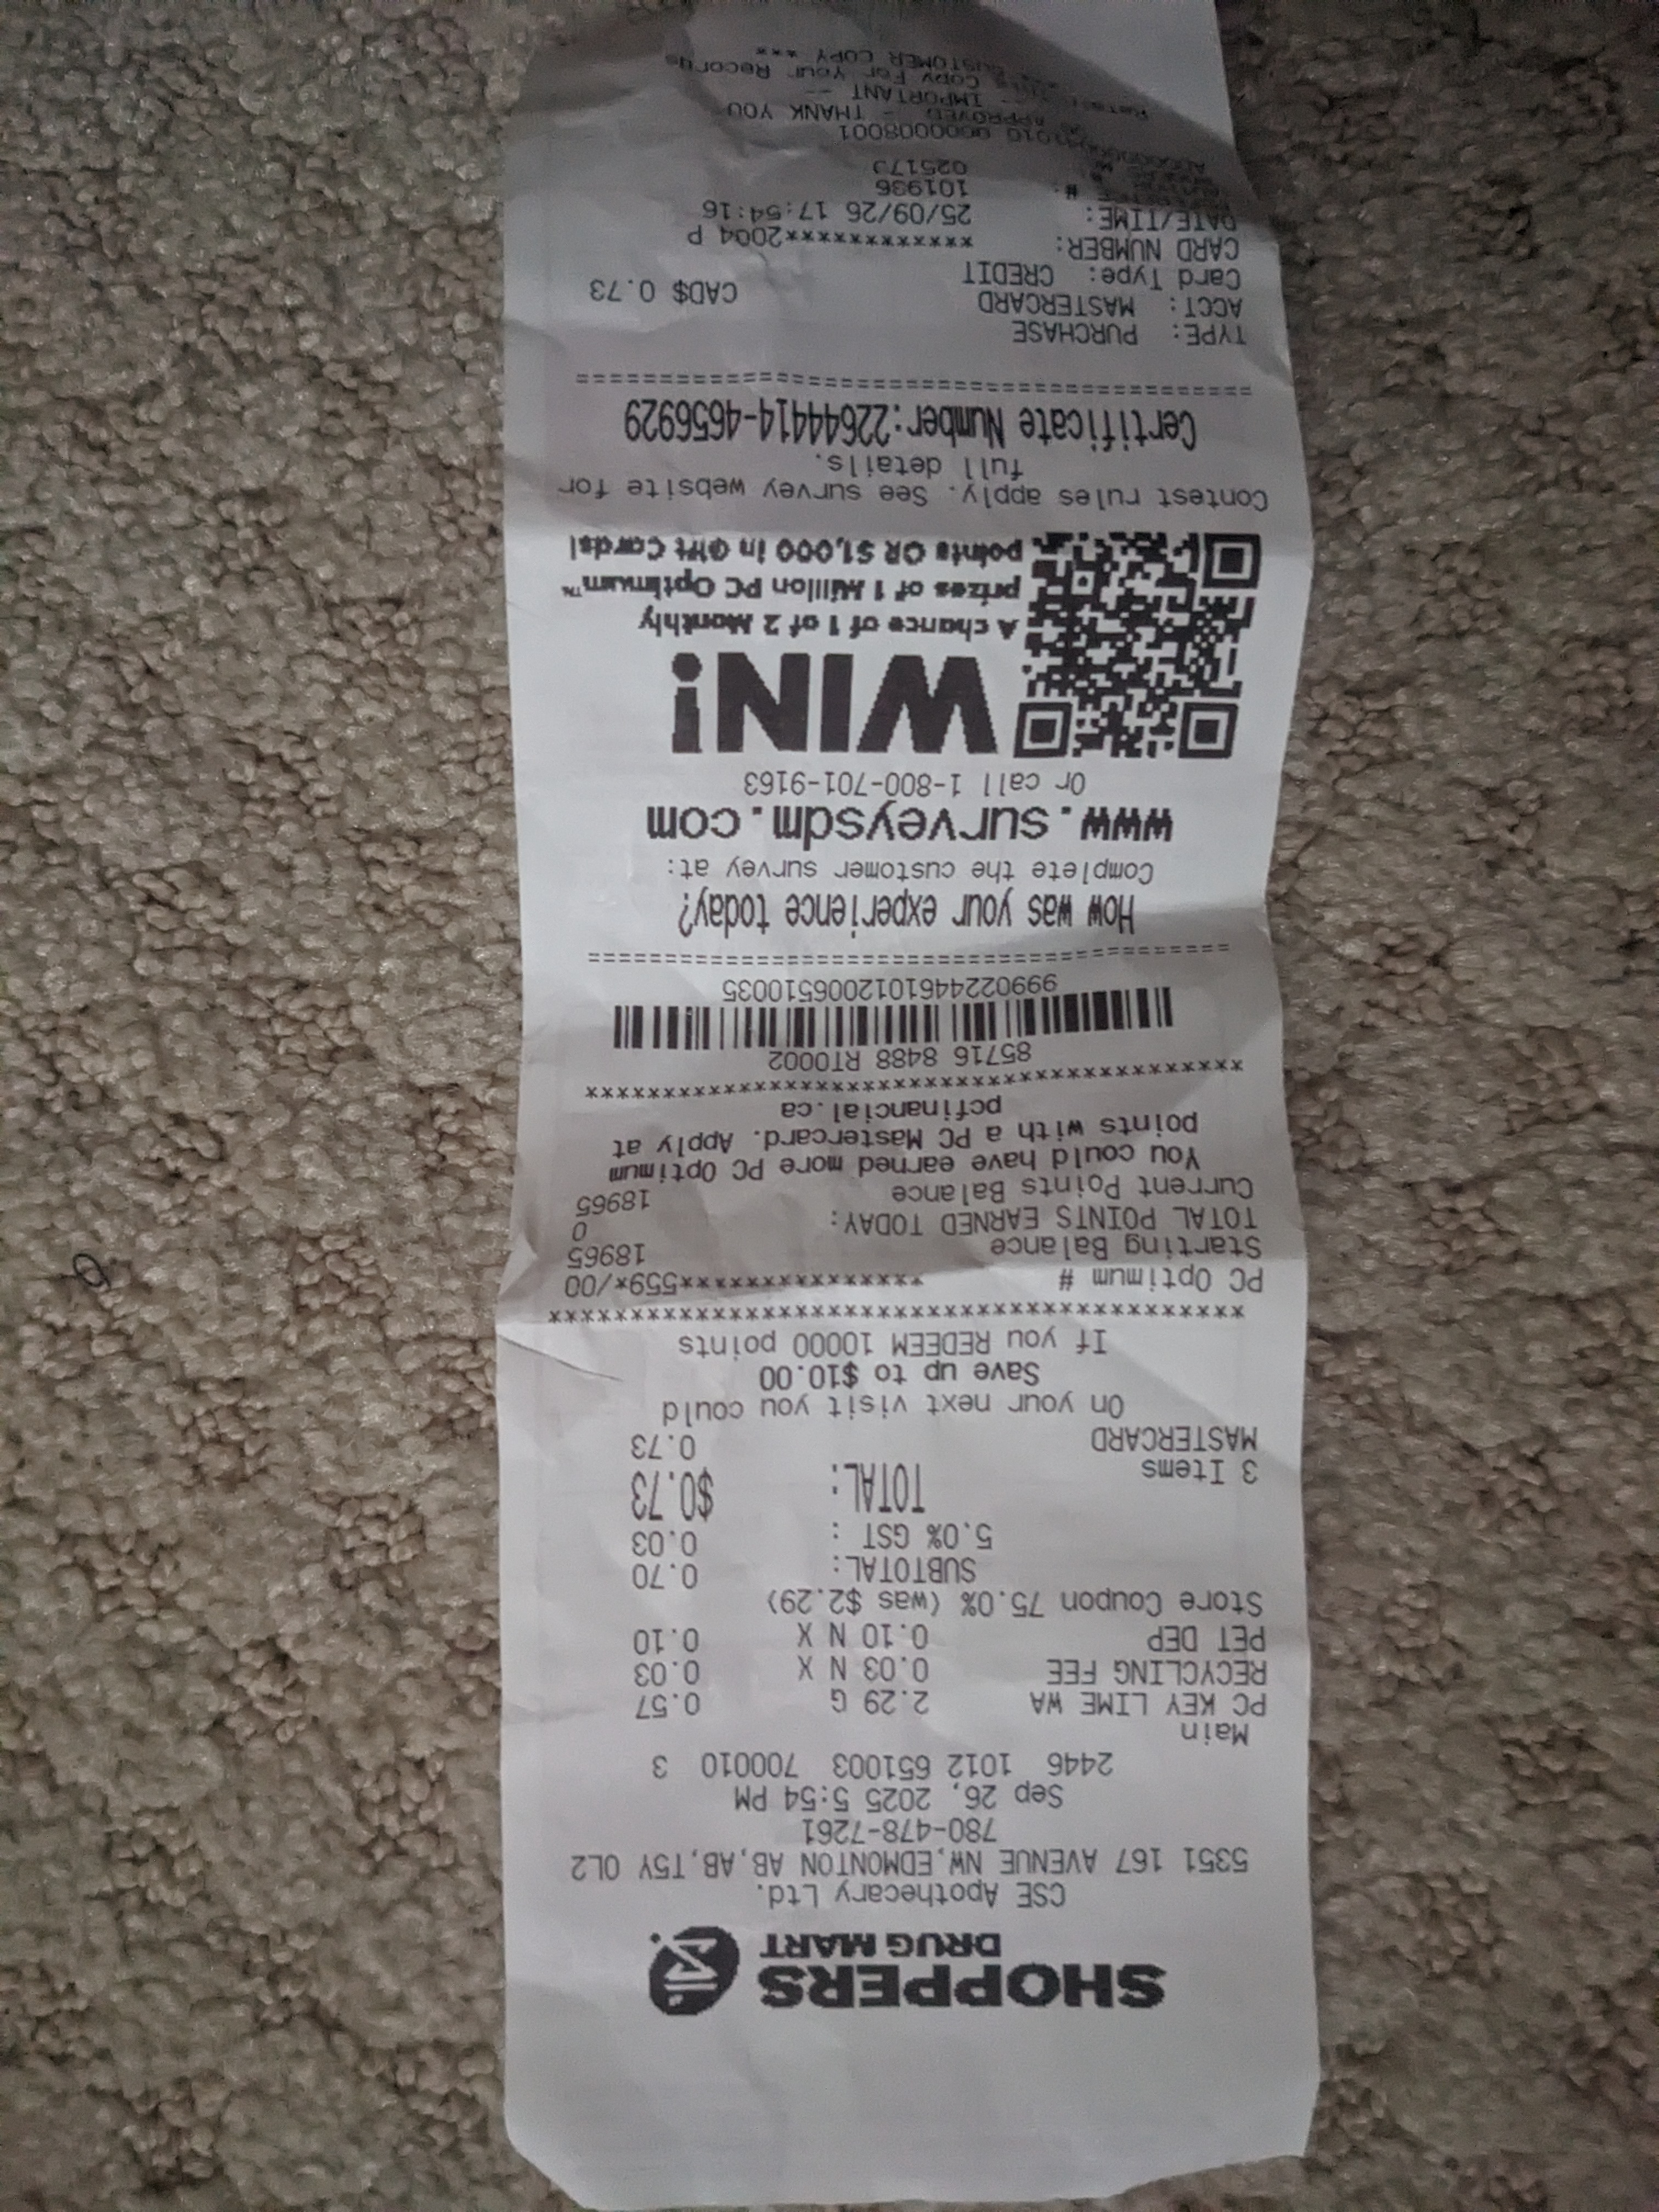 SHOPPERS
DRUG MART
CSE Apothecary Ltd.
5351 167 AVENUE NW,EDMONTON AB,AB,T5Y 0L2
780-478-7261
Sep 26, 2025 5:54 PM
2446 1012 651003 700010 3
Main
PC KEY LIME WA 2.29 G 0.57
RECYCLING FEE 0.03 N X 0.03
PET DEP 0.10 N X 0.10
Store Coupon 75.0% (was $2.29)
SUBTOTAL: 0.70
5.0% GST : 0.03
TOTAL: $0.73
3 Items
MASTERCARD 0.73
On your next visit you could
Save up to $10.00
If you REDEEM 10000 points
********************************************
PC Optimum # ****************559*/00
Starting Balance 18965
TOTAL POINTS EARNED TODAY: 0
Current Points Balance 18965
You could have earned more PC Optimum
points with a PC Mastercard. Apply at
pcfinancial.ca
********************************************
85716 8488 RT0002
9990224461012006510035
============================================
How was your experience today?
Complete the customer survey at:
www.surveysdm.com
Or call 1-800-701-9163
WIN!
A chance of 1 of 2 Monthly
prizes of 1 Million PC Optimum™
points OR $1,000 in Gift Cards!
Contest rules apply. See survey website for
full details.
Certificate Number:22644414-4656929
============================================
TYPE: PURCHASE
ACCT: MASTERCARD CAD$ 0.73
Card Type: CREDIT
CARD NUMBER: ************2004 P
DATE/TIME: 25/09/26 17:54:16
101936
025173
APPROVED - THANK YOU
-- IMPORTANT --
Copy For Your Records
CUSTOMER COPY ***